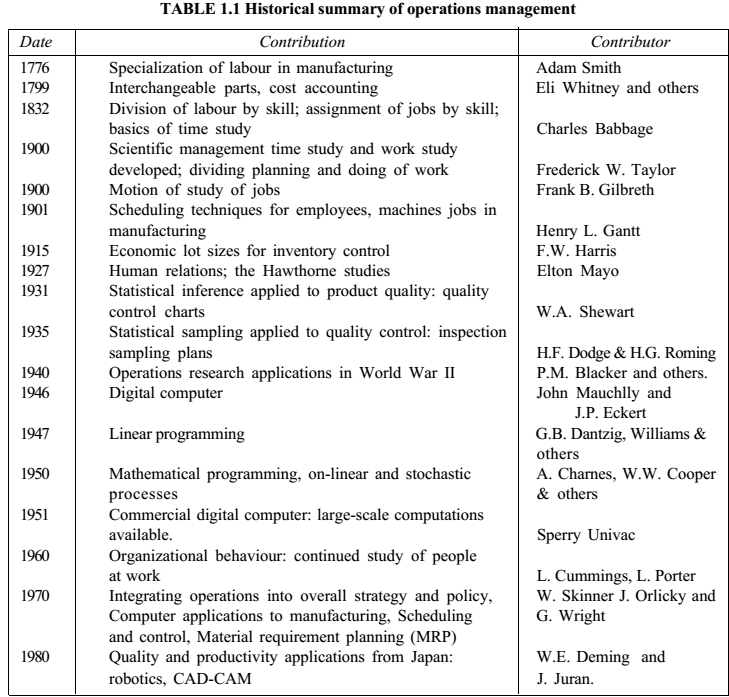 TABLE 1.1 Historical summary of operations management
Date Contribution Contributor
1776 Specialization of labour in manufacturing Adam Smith
1799 Interchangeable parts, cost accounting Eli Whitney and others
1832 Division of labour by skill; assignment of jobs by skill;
basics of time study Charles Babbage
1900 Scientific management time study and work study
developed; dividing planning and doing of work Frederick W. Taylor
1900 Motion of study of jobs Frank B. Gilbreth
1901 Scheduling techniques for employees, machines jobs in
manufacturing Henry L. Gantt
1915 Economic lot sizes for inventory control F.W. Harris
1927 Human relations; the Hawthorne studies Elton Mayo
1931 Statistical inference applied to product quality: quality
control charts W.A. Shewart
1935 Statistical sampling applied to quality control: inspection
sampling plans H.F. Dodge & H.G. Roming
1940 Operations research applications in World War II P.M. Blacker and others.
1946 Digital computer John Mauchlly and
J.P. Eckert
1947 Linear programming G.B. Dantzig, Williams &
others
1950 Mathematical programming, on-linear and stochastic A. Charnes, W.W. Cooper
processes & others
1951 Commercial digital computer: large-scale computations
available. Sperry Univac
1960 Organizational behaviour: continued study of people
at work L. Cummings, L. Porter
1970 Integrating operations into overall strategy and policy, W. Skinner J. Orlicky and
Computer applications to manufacturing, Scheduling G. Wright
and control, Material requirement planning (MRP)
1980 Quality and productivity applications from Japan: W.E. Deming and
robotics, CAD-CAM J. Juran.